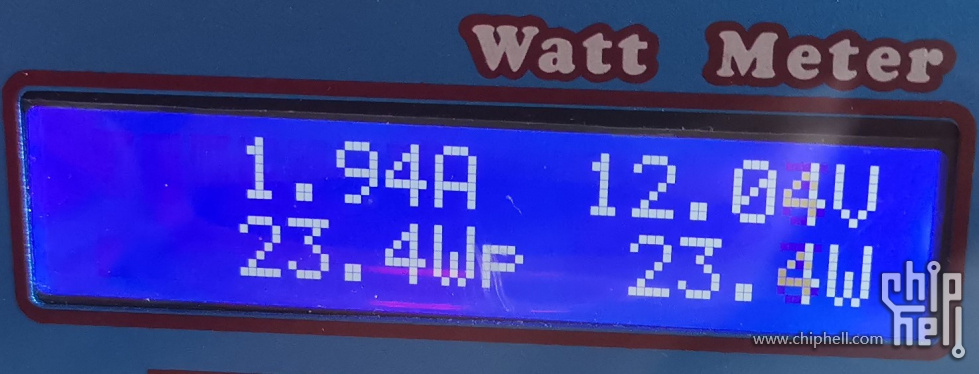 Watt Meter
1.94A 12.04V
23.4Wp 23.4W
chip hell
www.chiphell.com